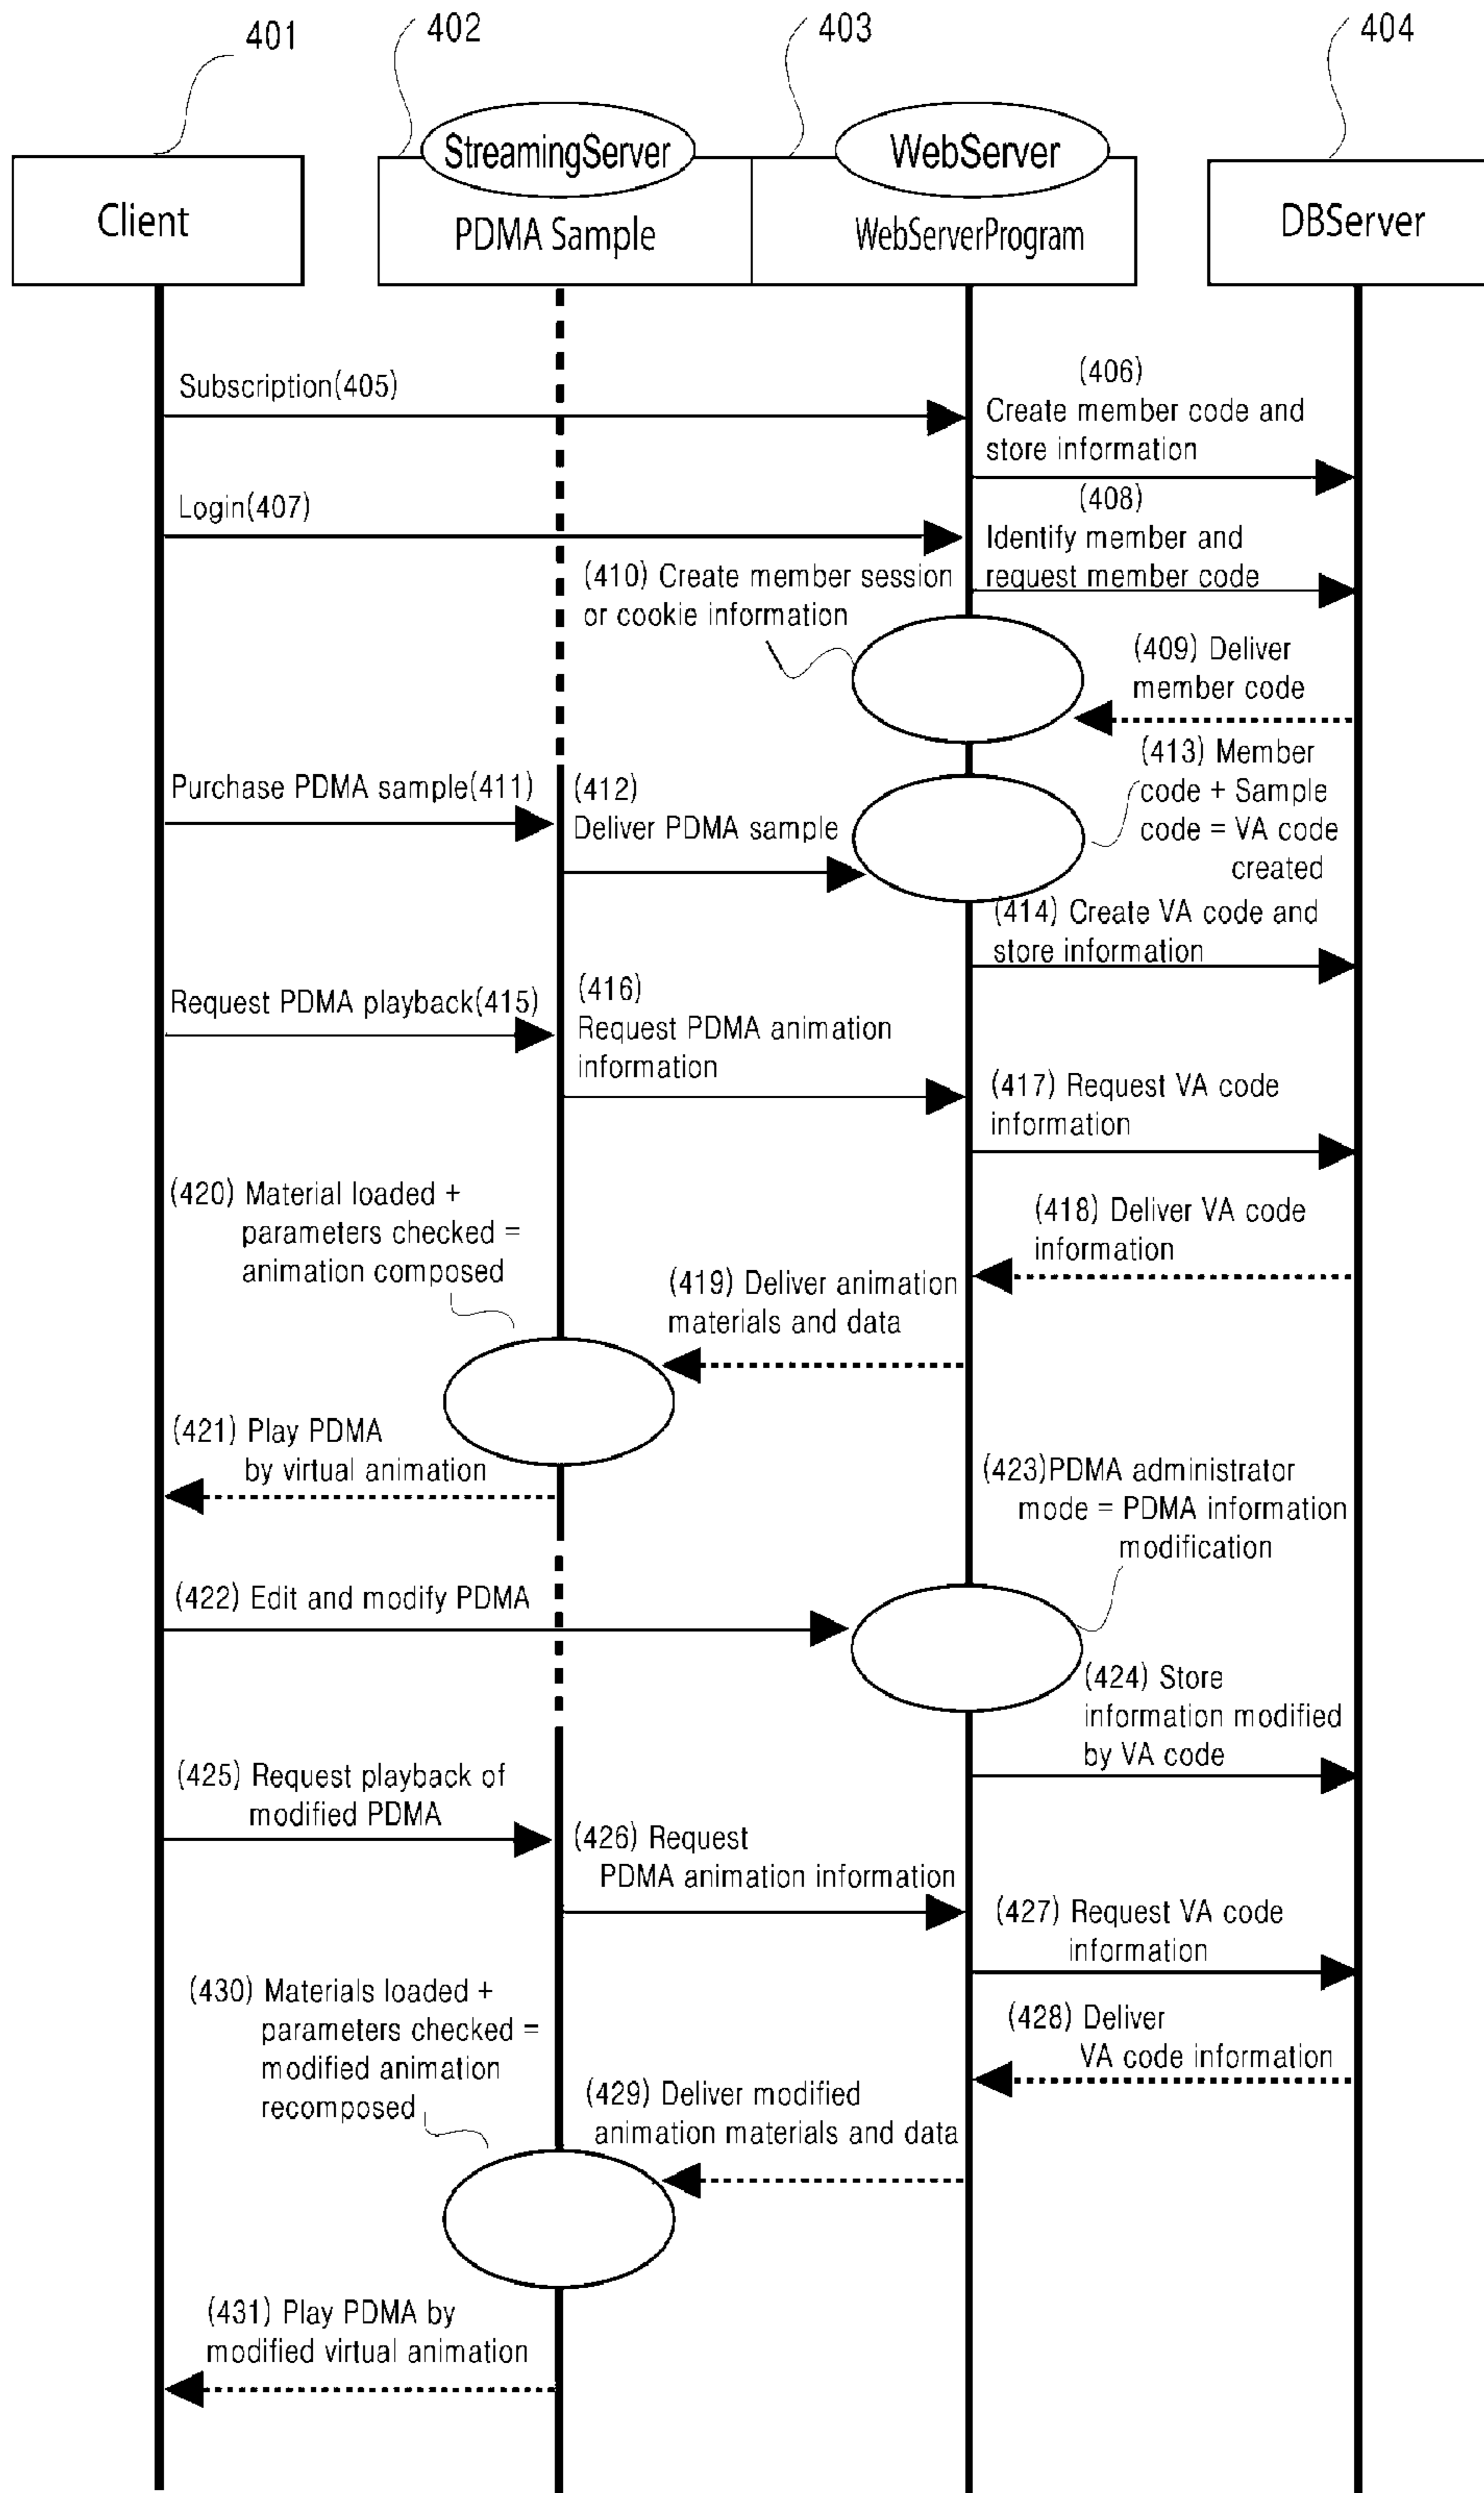 401
402
403
404
StreamingServer
WebServer
Client
PDMA Sample
WebServerProgram
DBServer
Subscription(405)
(406)
Create member code and
store information
Login(407)
(408)
Identify member and
request member code
(410) Create member session
or cookie information
(409) Deliver
member code
Purchase PDMA sample(411)
(412)
Deliver PDMA sample
(413) Member
code + Sample
code = VA code
created
(414) Create VA code and
store information
Request PDMA playback(415)
(416)
Request PDMA animation
information
(417) Request VA code
information
(420) Material loaded +
parameters checked =
animation composed
(418) Deliver VA code
information
(419) Deliver animation
materials and data
(421) Play PDMA
by virtual animation
(423)PDMA administrator
mode = PDMA information
modification
(422) Edit and modify PDMA
(424) Store
information modified
by VA code
(425) Request playback of
modified PDMA
(426) Request
PDMA animation information
(427) Request VA code
information
(430) Materials loaded +
parameters checked =
modified animation
recomposed
(428) Deliver
VA code information
(429) Deliver modified
animation materials and data
(431) Play PDMA by
modified virtual animation